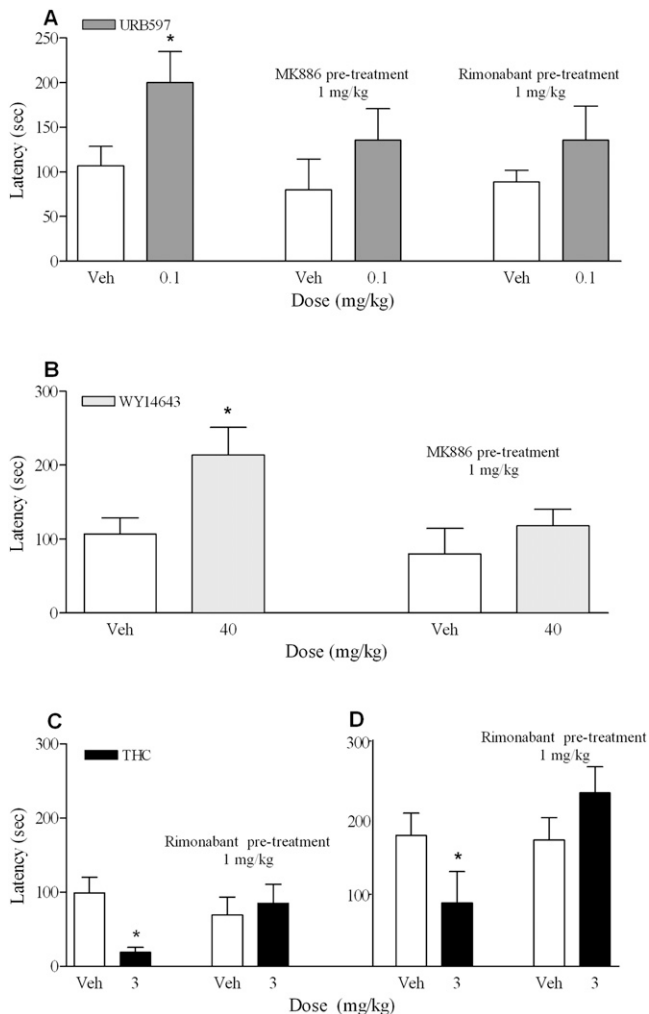 A
URB597
250
*
200
MK886 pre-treatment
1 mg/kg
Rimonabant pre-treatment
1 mg/kg
150
100
50
0
Latency (sec)
Veh 0.1 Veh 0.1 Veh 0.1
Dose (mg/kg)
B
300
WY14643
*
200
MK886 pre-treatment
1 mg/kg
100
0
Latency (sec)
Veh 40 Veh 40
Dose (mg/kg)
C
300
THC
200
Rimonabant pre-treatment
1 mg/kg
100
*
0
Latency (sec)
Veh 3 Veh 3
D
300
Rimonabant pre-treatment
1 mg/kg
200
*
100
Veh 3 Veh 3
Dose (mg/kg)